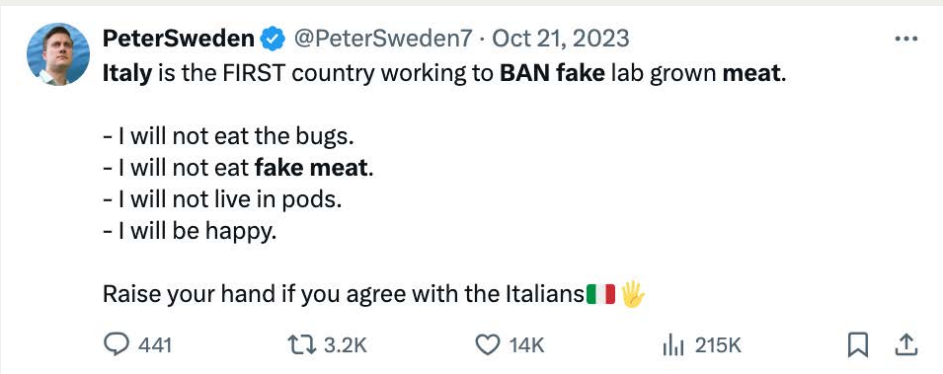 PeterSweden @PeterSweden7 · Oct 21, 2023
Italy is the FIRST country working to BAN fake lab grown meat.
- I will not eat the bugs.
- I will not eat fake meat.
- I will not live in pods.
- I will be happy.
Raise your hand if you agree with the Italians🇮🇹🖐
441 3.2K 14K 215K